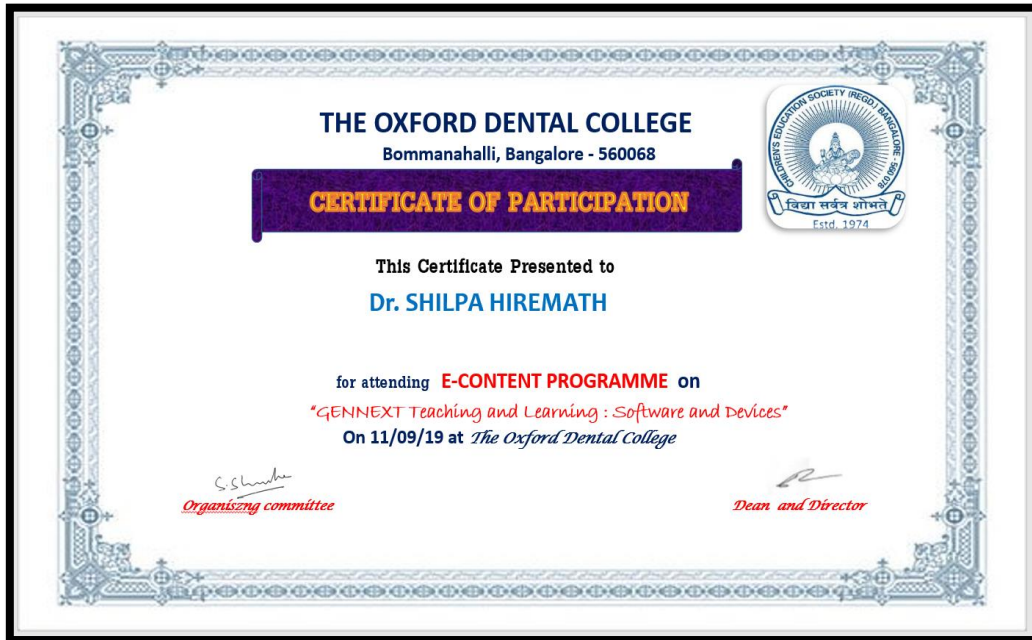 THE OXFORD DENTAL COLLEGE
Bommanahalli, Bangalore - 560068
CHILDREN'S EDUCATION SOCIETY (REGD.) BANGALORE - 560 078
विद्या सर्वत्र शोभते
Estd. 1974
CERTIFICATE OF PARTICIPATION
This Certificate Presented to
Dr. SHILPA HIREMATH
for attending E-CONTENT PROGRAMME on
"GENNEXT Teaching and Learning : Software and Devices"
On 11/09/19 at The Oxford Dental College
Organiszng committee
Dean and Director